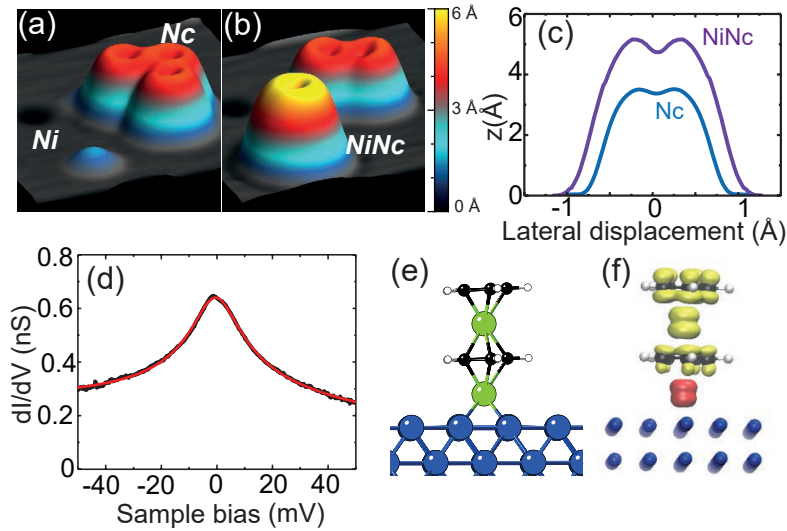 (a)
Nc
Ni
(b)
NiNc
6 Å
3 Å
0 Å
(c)
NiNc
Nc
z(Å)
6
4
2
0
-1
0
1
Lateral displacement (Å)
(d)
dI/dV (nS)
0.8
0.6
0.4
0.2
0
-40
-20
0
20
40
Sample bias (mV)
(e)
(f)